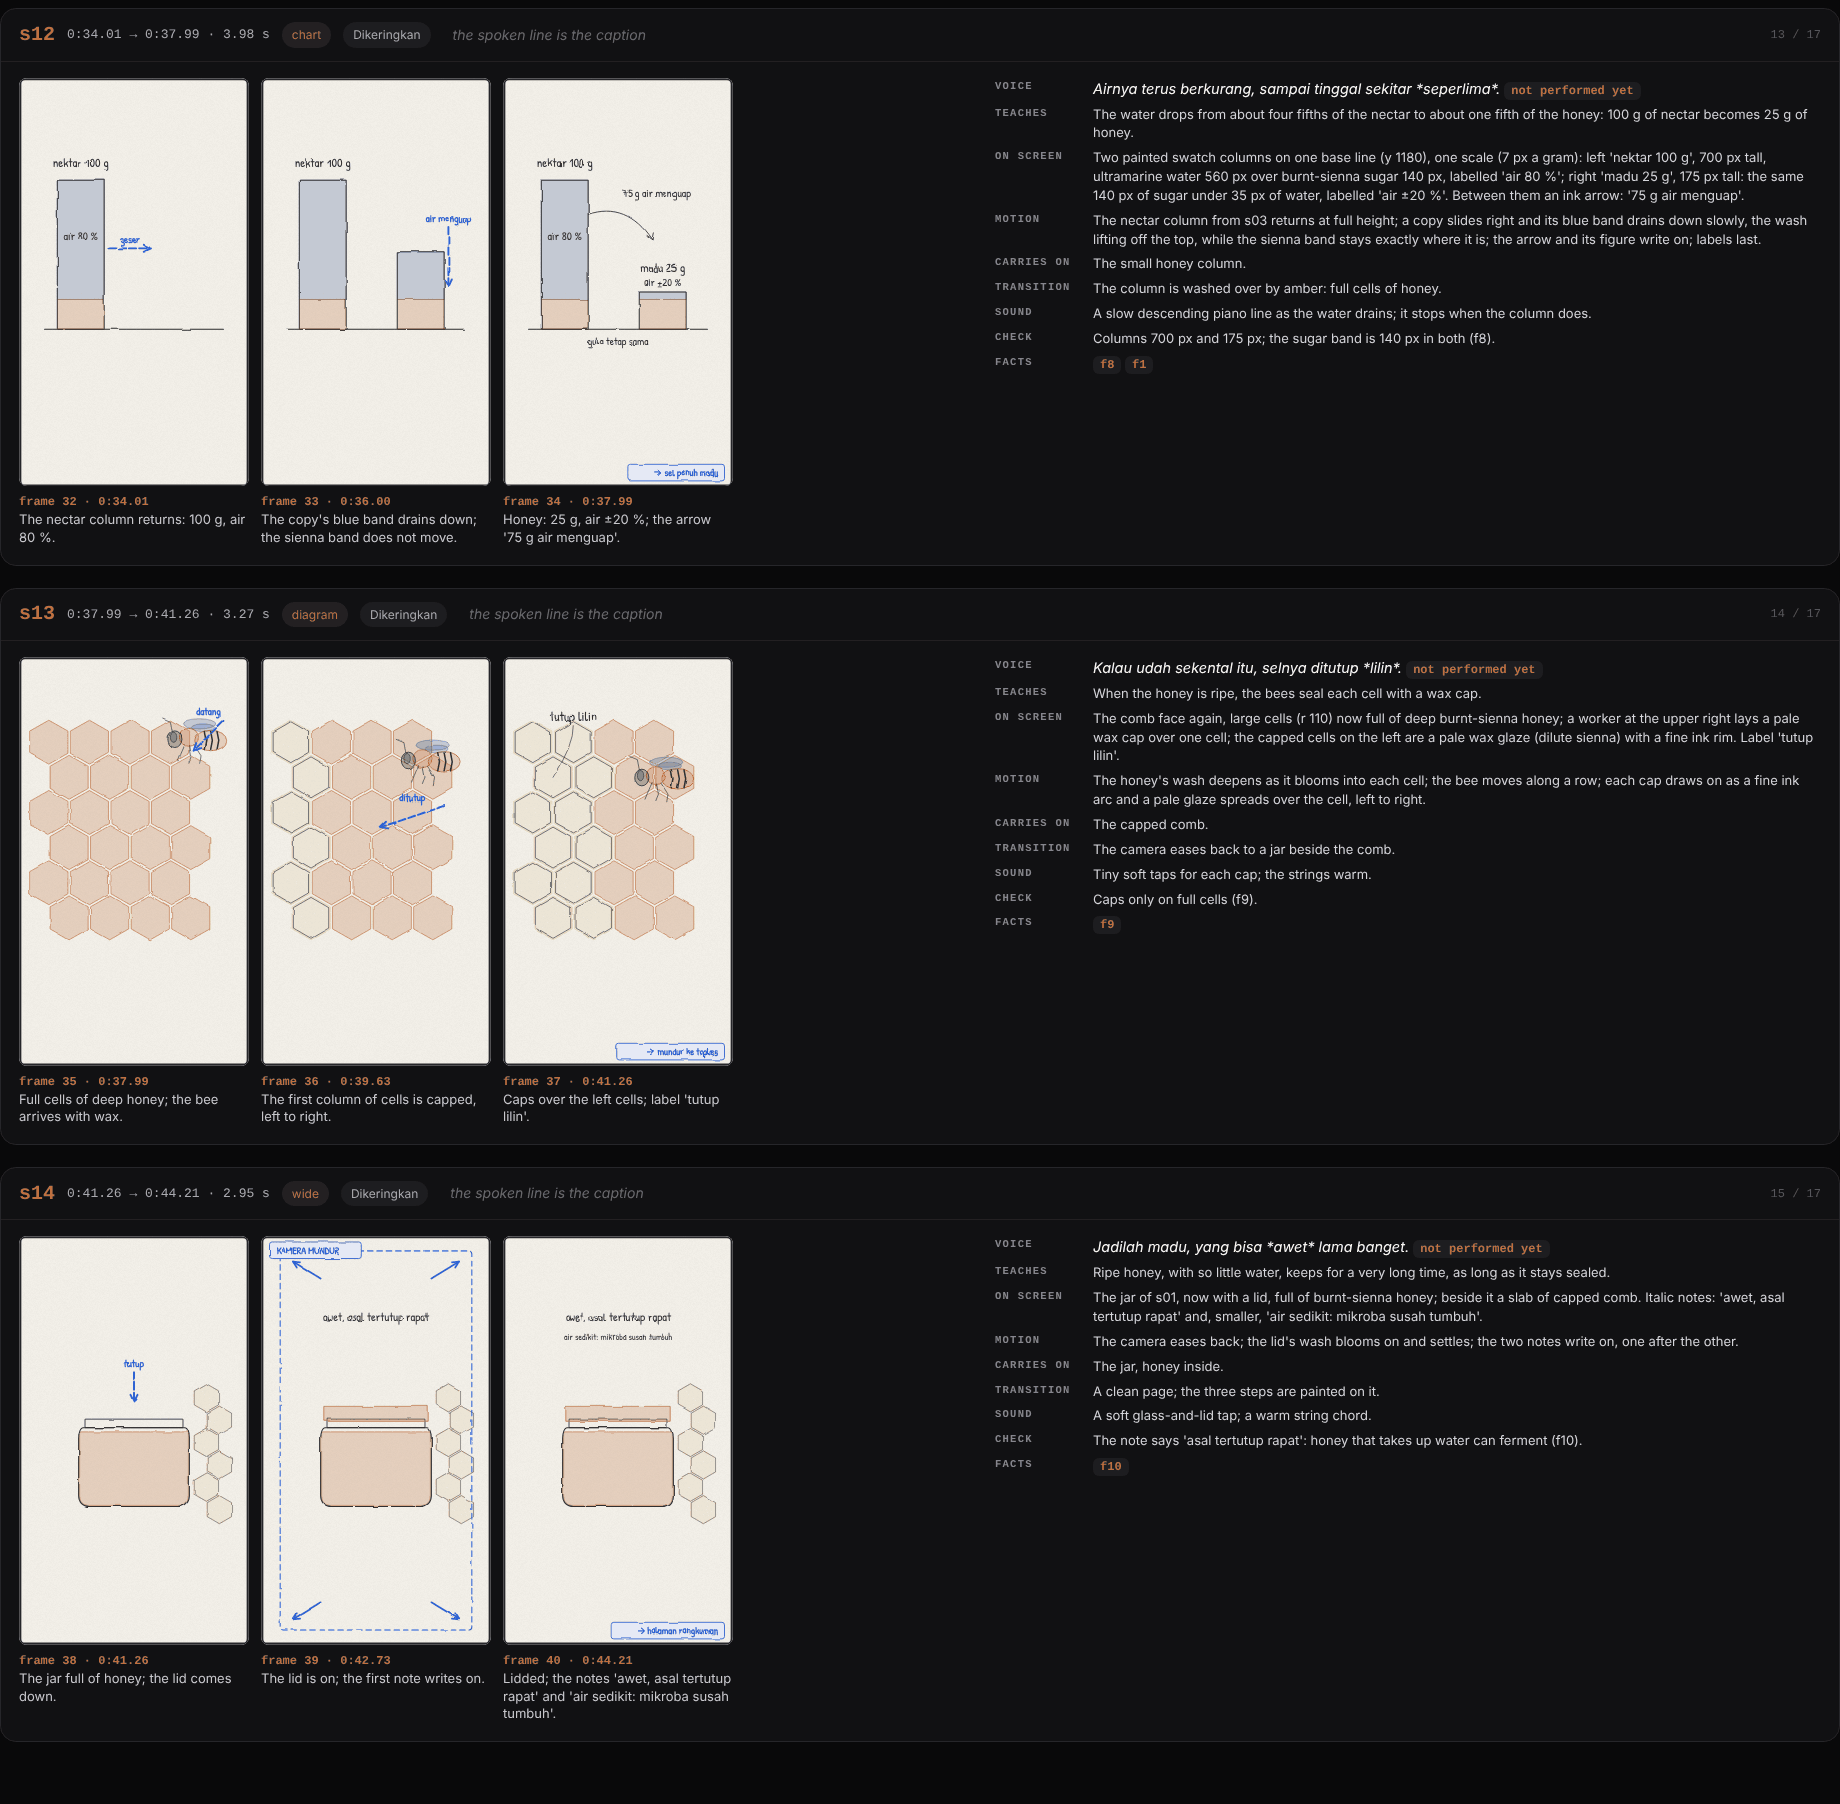 s12 0:34.01 → 0:37.99 · 3.98 s chart Dikeringkan the spoken line is the caption 13 / 17
nektar 100 g
air 80 %
geser
nektar 100 g
air menguap
nektar 100 g
75 g air menguap
air 80 %
madu 25 g
air ±20 %
gula tetap sama
→ sel penuh madu
frame 32 · 0:34.01
The nectar column returns: 100 g, air
80 %.
frame 33 · 0:36.00
The copy's blue band drains down;
the sienna band does not move.
frame 34 · 0:37.99
Honey: 25 g, air ±20 %; the arrow
'75 g air menguap'.
VOICE Airnya terus berkurang, sampai tinggal sekitar *seperlima*. not performed yet
TEACHES The water drops from about four fifths of the nectar to about one fifth of the honey: 100 g of nectar becomes 25 g of
honey.
ON SCREEN Two painted swatch columns on one base line (y 1180), one scale (7 px a gram): left 'nektar 100 g', 700 px tall,
ultramarine water 560 px over burnt-sienna sugar 140 px, labelled 'air 80 %'; right 'madu 25 g', 175 px tall: the same
140 px of sugar under 35 px of water, labelled 'air ±20 %'. Between them an ink arrow: '75 g air menguap'.
MOTION The nectar column from s03 returns at full height; a copy slides right and its blue band drains down slowly, the wash
lifting off the top, while the sienna band stays exactly where it is; the arrow and its figure write on; labels last.
CARRIES ON The small honey column.
TRANSITION The column is washed over by amber: full cells of honey.
SOUND A slow descending piano line as the water drains; it stops when the column does.
CHECK Columns 700 px and 175 px; the sugar band is 140 px in both (f8).
FACTS f8 f1
s13 0:37.99 → 0:41.26 · 3.27 s diagram Dikeringkan the spoken line is the caption 14 / 17
datang
ditutup
tutup lilin
→ mundur ke toples
frame 35 · 0:37.99
Full cells of deep honey; the bee
arrives with wax.
frame 36 · 0:39.63
The first column of cells is capped,
left to right.
frame 37 · 0:41.26
Caps over the left cells; label 'tutup
lilin'.
VOICE Kalau udah sekental itu, selnya ditutup *lilin*. not performed yet
TEACHES When the honey is ripe, the bees seal each cell with a wax cap.
ON SCREEN The comb face again, large cells (r 110) now full of deep burnt-sienna honey; a worker at the upper right lays a pale
wax cap over one cell; the capped cells on the left are a pale wax glaze (dilute sienna) with a fine ink rim. Label 'tutup
lilin'.
MOTION The honey's wash deepens as it blooms into each cell; the bee moves along a row; each cap draws on as a fine ink
arc and a pale glaze spreads over the cell, left to right.
CARRIES ON The capped comb.
TRANSITION The camera eases back to a jar beside the comb.
SOUND Tiny soft taps for each cap; the strings warm.
CHECK Caps only on full cells (f9).
FACTS f9
s14 0:41.26 → 0:44.21 · 2.95 s wide Dikeringkan the spoken line is the caption 15 / 17
tutup
KAMERA MUNDUR
awet, asal tertutup rapat
awet, asal tertutup rapat
air sedikit: mikroba susah tumbuh
→ halaman rangkuman
frame 38 · 0:41.26
The jar full of honey; the lid comes
down.
frame 39 · 0:42.73
The lid is on; the first note writes on.
frame 40 · 0:44.21
Lidded; the notes 'awet, asal tertutup
rapat' and 'air sedikit: mikroba susah
tumbuh'.
VOICE Jadilah madu, yang bisa *awet* lama banget. not performed yet
TEACHES Ripe honey, with so little water, keeps for a very long time, as long as it stays sealed.
ON SCREEN The jar of s01, now with a lid, full of burnt-sienna honey; beside it a slab of capped comb. Italic notes: 'awet, asal
tertutup rapat' and, smaller, 'air sedikit: mikroba susah tumbuh'.
MOTION The camera eases back; the lid's wash blooms on and settles; the two notes write on, one after the other.
CARRIES ON The jar, honey inside.
TRANSITION A clean page; the three steps are painted on it.
SOUND A soft glass-and-lid tap; a warm string chord.
CHECK The note says 'asal tertutup rapat': honey that takes up water can ferment (f10).
FACTS f10